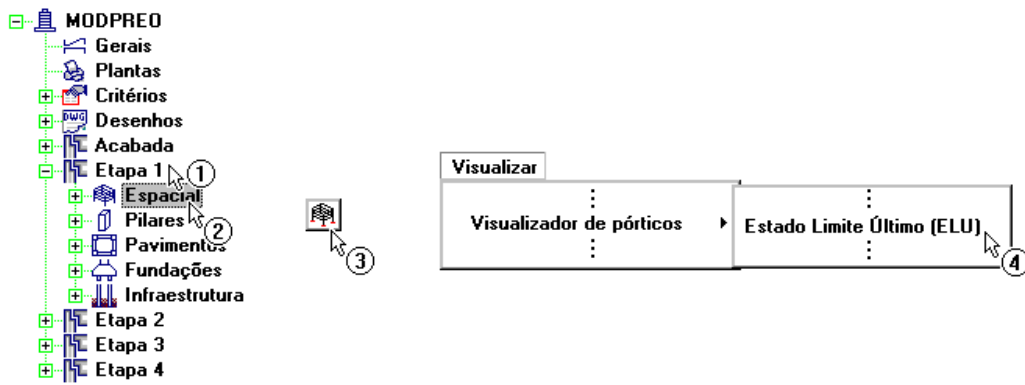 MODPREO
Gerais
Plantas
Critérios
DWG Desenhos
Acabada
Etapa 1 1
Espacial
Pilares 2
Pavimentos
Fundações
Infraestrutura
Etapa 2
Etapa 3
Etapa 4
3
Visualizar
Visualizador de pórticos
Estado Limite Último (ELU)
4